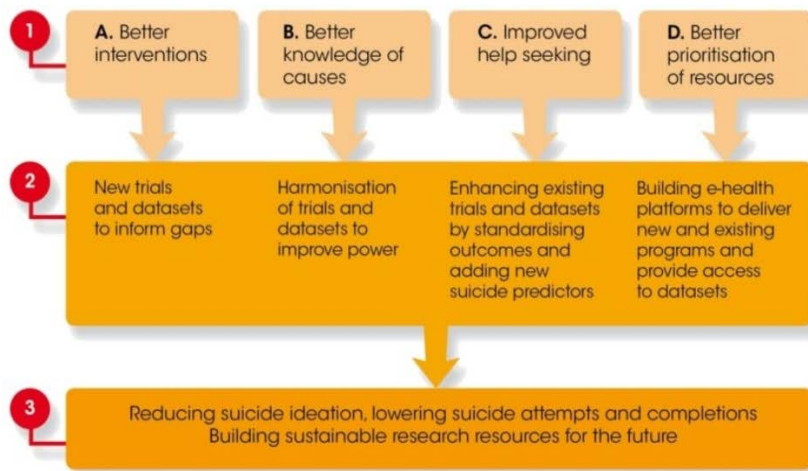 1
A. Better
interventions
B. Better
knowledge of
causes
C. Improved
help seeking
D. Better
prioritisation
of resources
2
New trials
and datasets
to inform gaps
Harmonisation
of trials and
datasets to
improve power
Enhancing existing
trials and datasets
by standardising
outcomes and
adding new
suicide predictors
Building e-health
platforms to deliver
new and existing
programs and
provide access
to datasets
3
Reducing suicide ideation, lowering suicide attempts and completions
Building sustainable research resources for the future